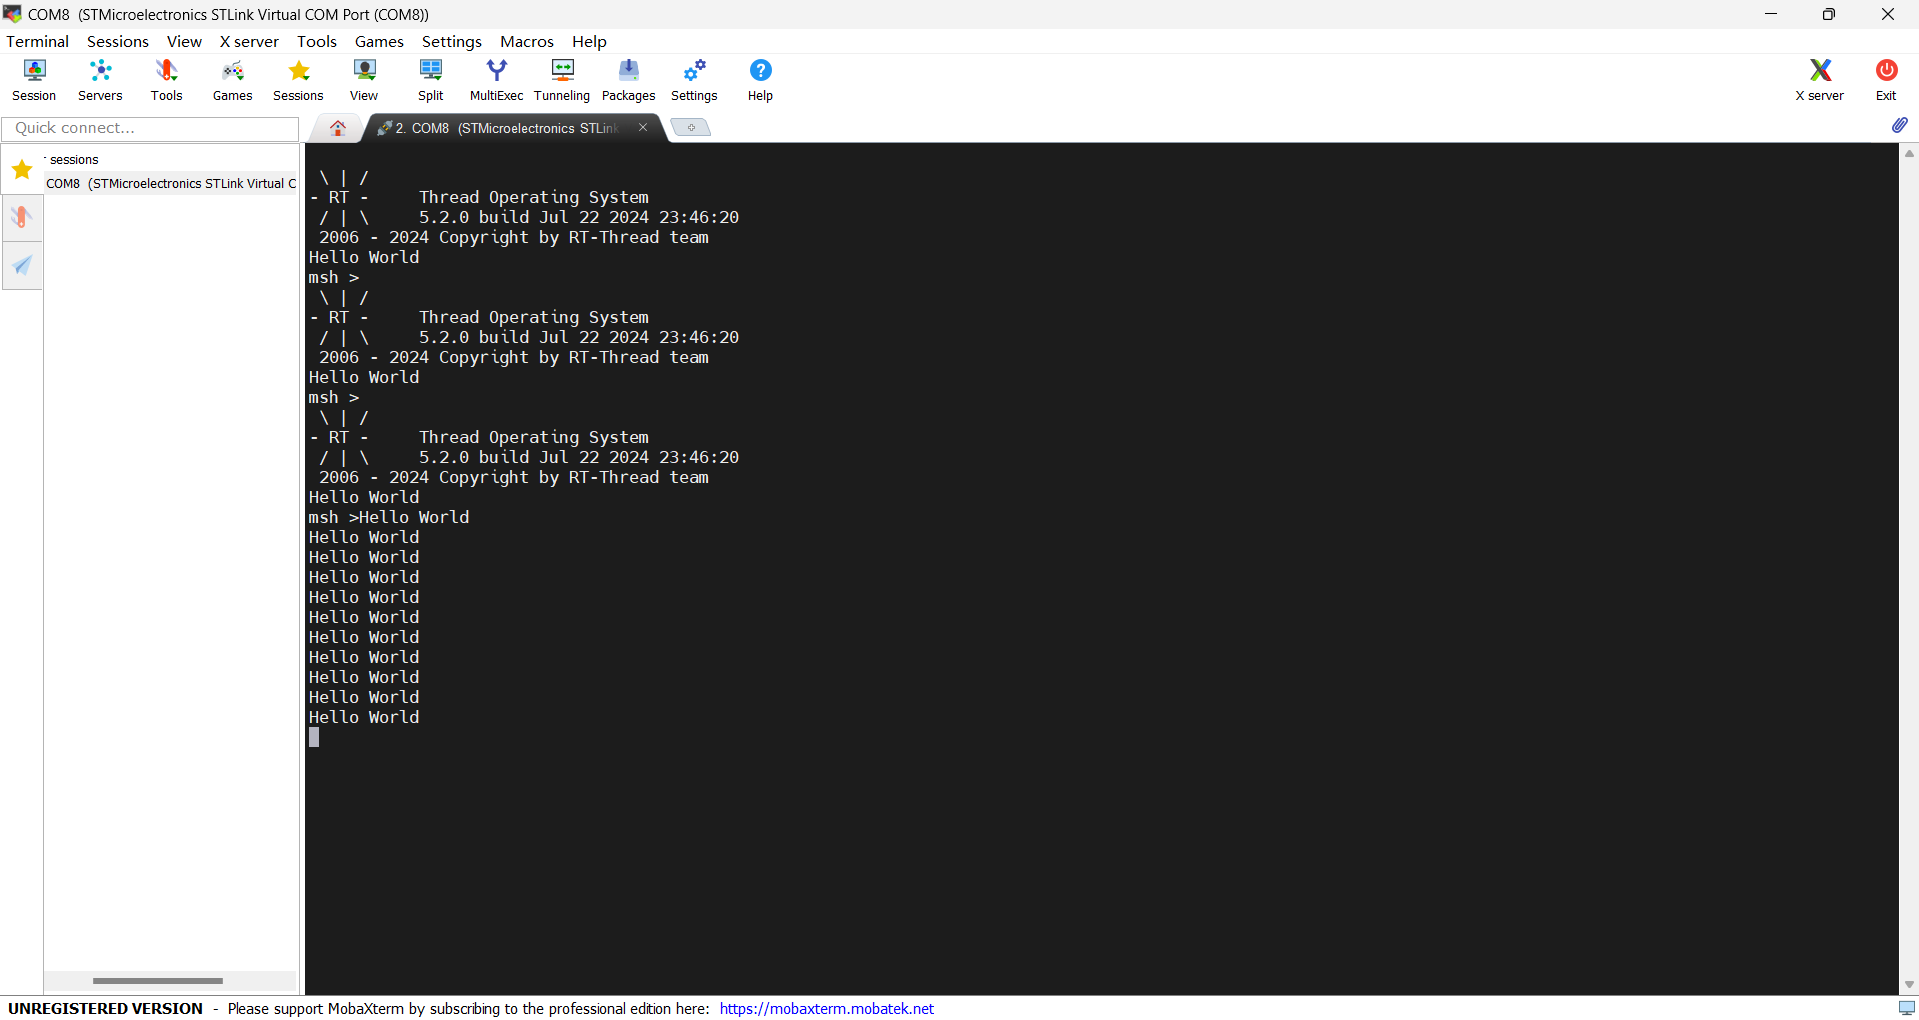 COM8  (STMicroelectronics STLink Virtual COM Port (COM8))
Terminal Sessions View X server Tools Games Settings Macros Help
Session Servers Tools Games Sessions View Split MultiExec Tunneling Packages Settings Help X server Exit
Quick connect...
2. COM8  (STMicroelectronics STLink
sessions
COM8  (STMicroelectronics STLink Virtual C
 \ | /
- RT -     Thread Operating System
 / | \     5.2.0 build Jul 22 2024 23:46:20
 2006 - 2024 Copyright by RT-Thread team
Hello World
msh >
 \ | /
- RT -     Thread Operating System
 / | \     5.2.0 build Jul 22 2024 23:46:20
 2006 - 2024 Copyright by RT-Thread team
Hello World
msh >
 \ | /
- RT -     Thread Operating System
 / | \     5.2.0 build Jul 22 2024 23:46:20
 2006 - 2024 Copyright by RT-Thread team
Hello World
msh >Hello World
Hello World
Hello World
Hello World
Hello World
Hello World
Hello World
Hello World
Hello World
Hello World
Hello World
UNREGISTERED VERSION  -  Please support MobaXterm by subscribing to the professional edition here:  https://mobaxterm.mobatek.net